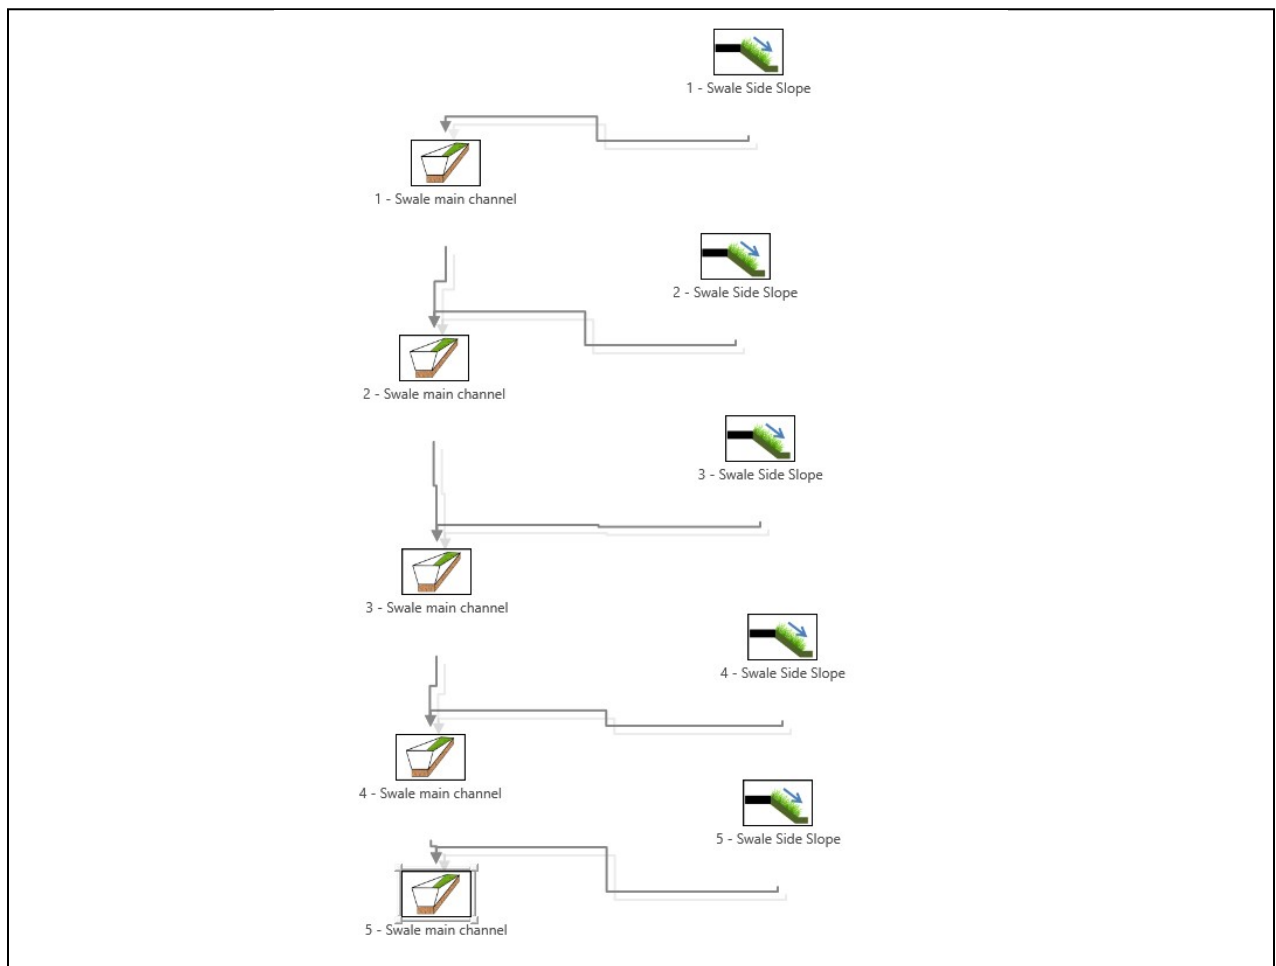 1 - Swale Side Slope
1 - Swale main channel
2 - Swale Side Slope
2 - Swale main channel
3 - Swale Side Slope
3 - Swale main channel
4 - Swale Side Slope
4 - Swale main channel
5 - Swale Side Slope
5 - Swale main channel